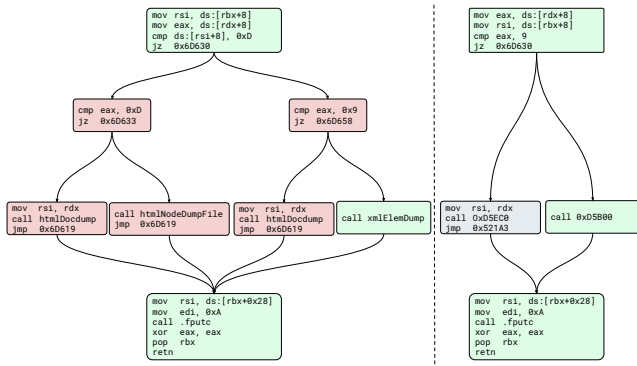 mov rsi, ds:[rbx+8]
mov eax, ds:[rdx+8]
cmp ds:[rsi+8], 0xD
jz 0x6D630
cmp eax, 0xD
jz 0x6D633
cmp eax, 0x9
jz 0x6D658
mov rsi, rdx
call htmlDocdump
jmp 0x6D619
call htmlNodeDumpFile
jmp 0x6D619
mov rsi, rdx
call htmlDocdump
jmp 0x6D619
call xmlElemDump
mov rsi, ds:[rbx+0x28]
mov edi, 0xA
call .fputc
xor eax, eax
pop rbx
retn
mov eax, ds:[rdx+8]
mov rsi, ds:[rbx+8]
cmp eax, 9
jz 0x6D630
mov rsi, rdx
call OxD5EC0
jmp 0x521A3
call 0xD5B00
mov rsi, ds:[rbx+0x28]
mov edi, 0xA
call .fputc
xor eax, eax
pop rbx
retn